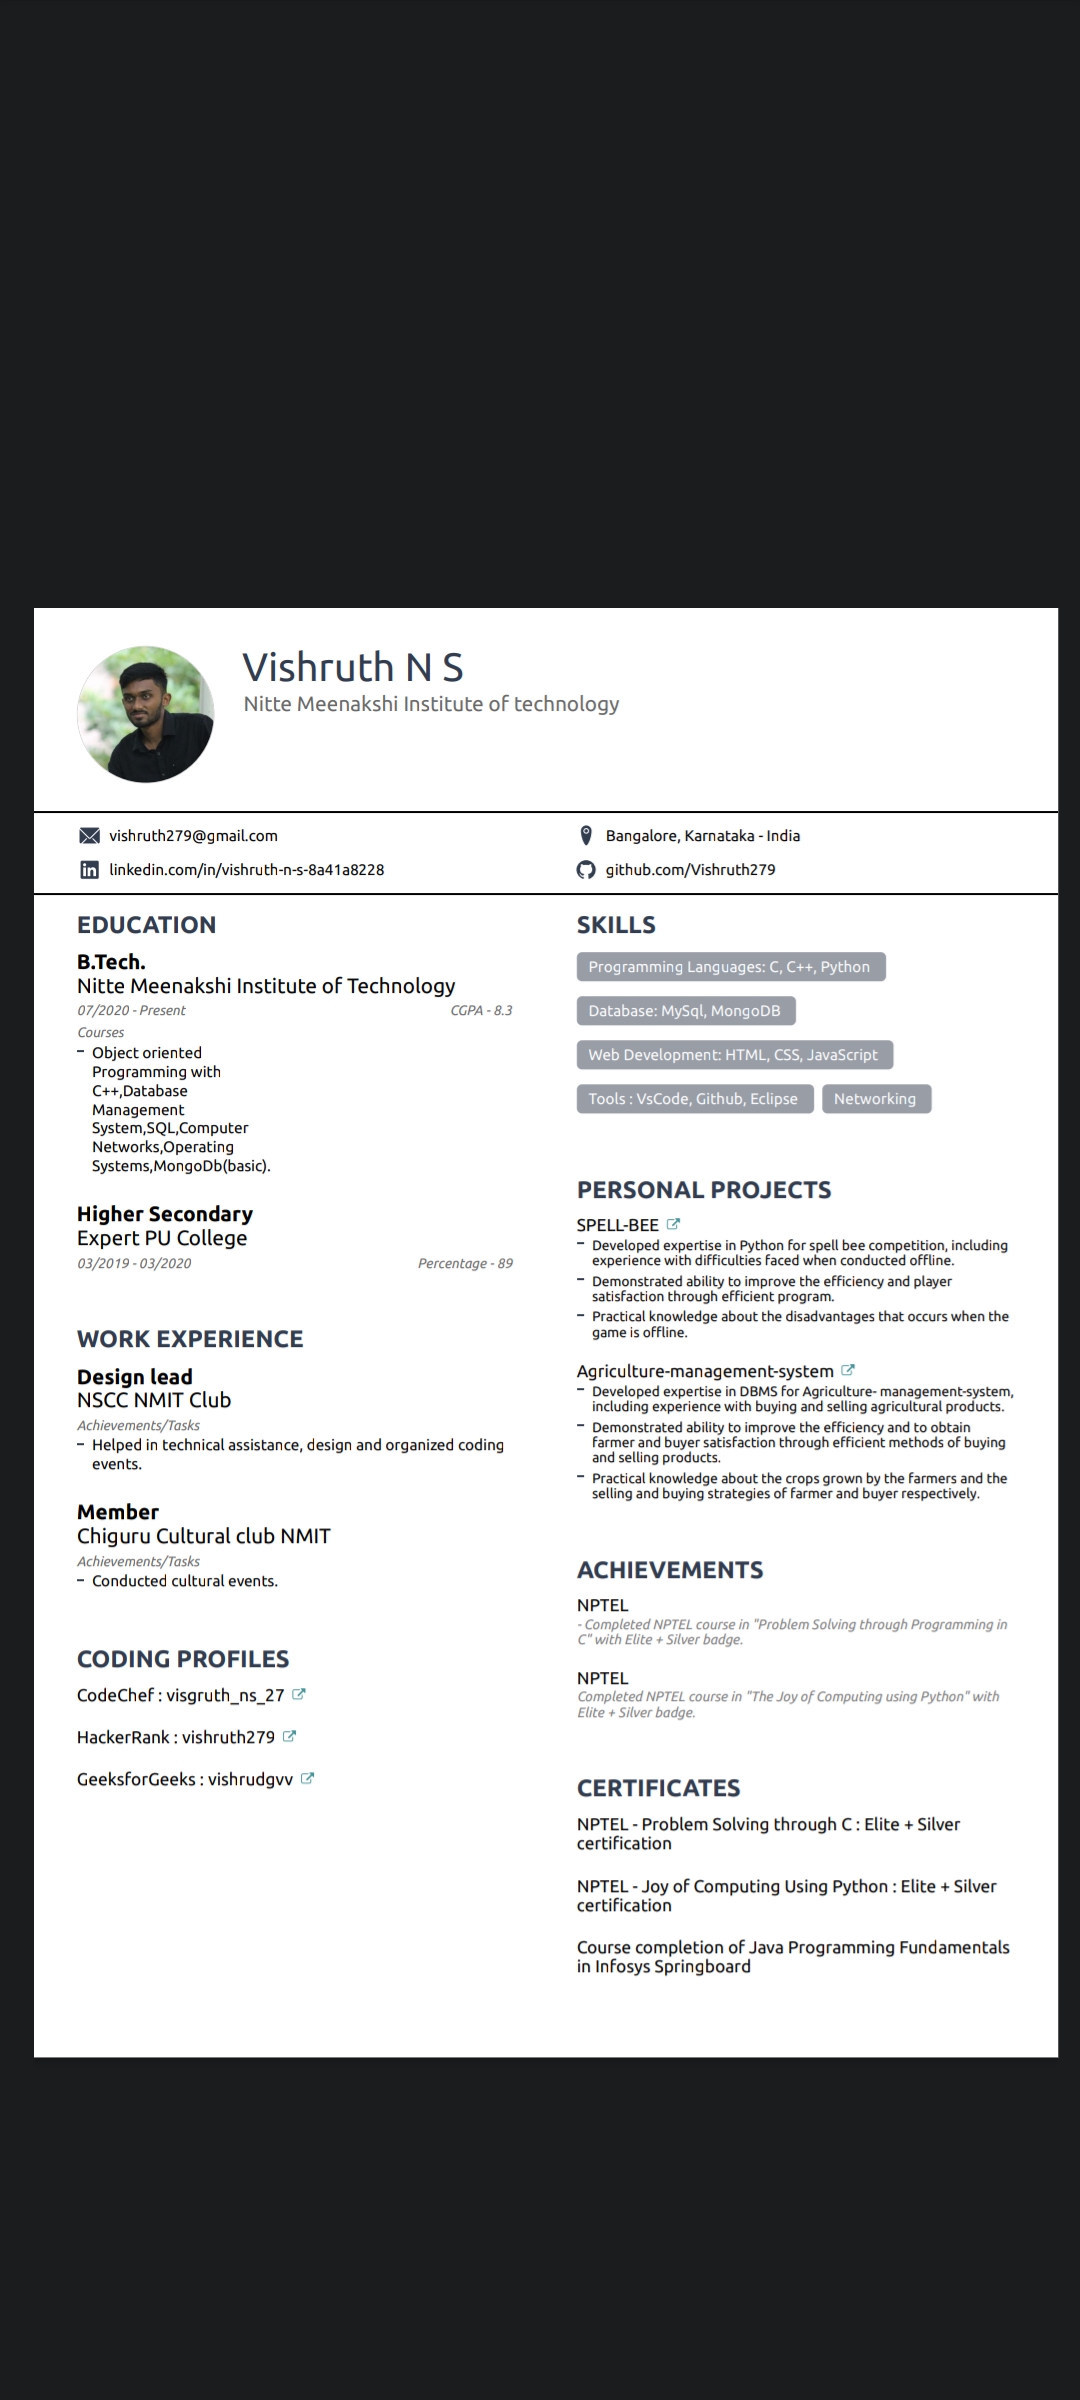 Vishruth N S
Nitte Meenakshi Institute of technology
vishruth279@gmail.com
Bangalore, Karnataka - India
linkedin.com/in/vishruth-n-s-8a41a8228
github.com/Vishruth279
EDUCATION
B.Tech.
Nitte Meenakshi Institute of Technology
07/2020 - Present
CGPA - 8.3
Courses
– Object oriented
Programming with
C++,Database
Management
System,SQL,Computer
Networks,Operating
Systems,MongoDb(basic).
Higher Secondary
Expert PU College
03/2019 - 03/2020
Percentage - 89
WORK EXPERIENCE
Design lead
NSCC NMIT Club
Achievements/Tasks
– Helped in technical assistance, design and organized coding
events.
Member
Chiguru Cultural club NMIT
Achievements/Tasks
– Conducted cultural events.
CODING PROFILES
CodeChef : visgruth_ns_27
HackerRank : vishruth279
GeeksforGeeks : vishrudgvv
SKILLS
Programming Languages: C, C++, Python
Database: MySql, MongoDB
Web Development: HTML, CSS, JavaScript
Tools : VsCode, Github, Eclipse
Networking
PERSONAL PROJECTS
SPELL-BEE
– Developed expertise in Python for spell bee competition, including
experience with difficulties faced when conducted offline.
– Demonstrated ability to improve the efficiency and player
satisfaction through efficient program.
– Practical knowledge about the disadvantages that occurs when the
game is offline.
Agriculture-management-system
– Developed expertise in DBMS for Agriculture- management-system,
including experience with buying and selling agricultural products.
– Demonstrated ability to improve the efficiency and to obtain
farmer and buyer satisfaction through efficient methods of buying
and selling products.
– Practical knowledge about the crops grown by the farmers and the
selling and buying strategies of farmer and buyer respectively.
ACHIEVEMENTS
NPTEL
- Completed NPTEL course in "Problem Solving through Programming in
C" with Elite + Silver badge.
NPTEL
Completed NPTEL course in "The Joy of Computing using Python" with
Elite + Silver badge.
CERTIFICATES
NPTEL - Problem Solving through C : Elite + Silver
certification
NPTEL - Joy of Computing Using Python : Elite + Silver
certification
Course completion of Java Programming Fundamentals
in Infosys Springboard